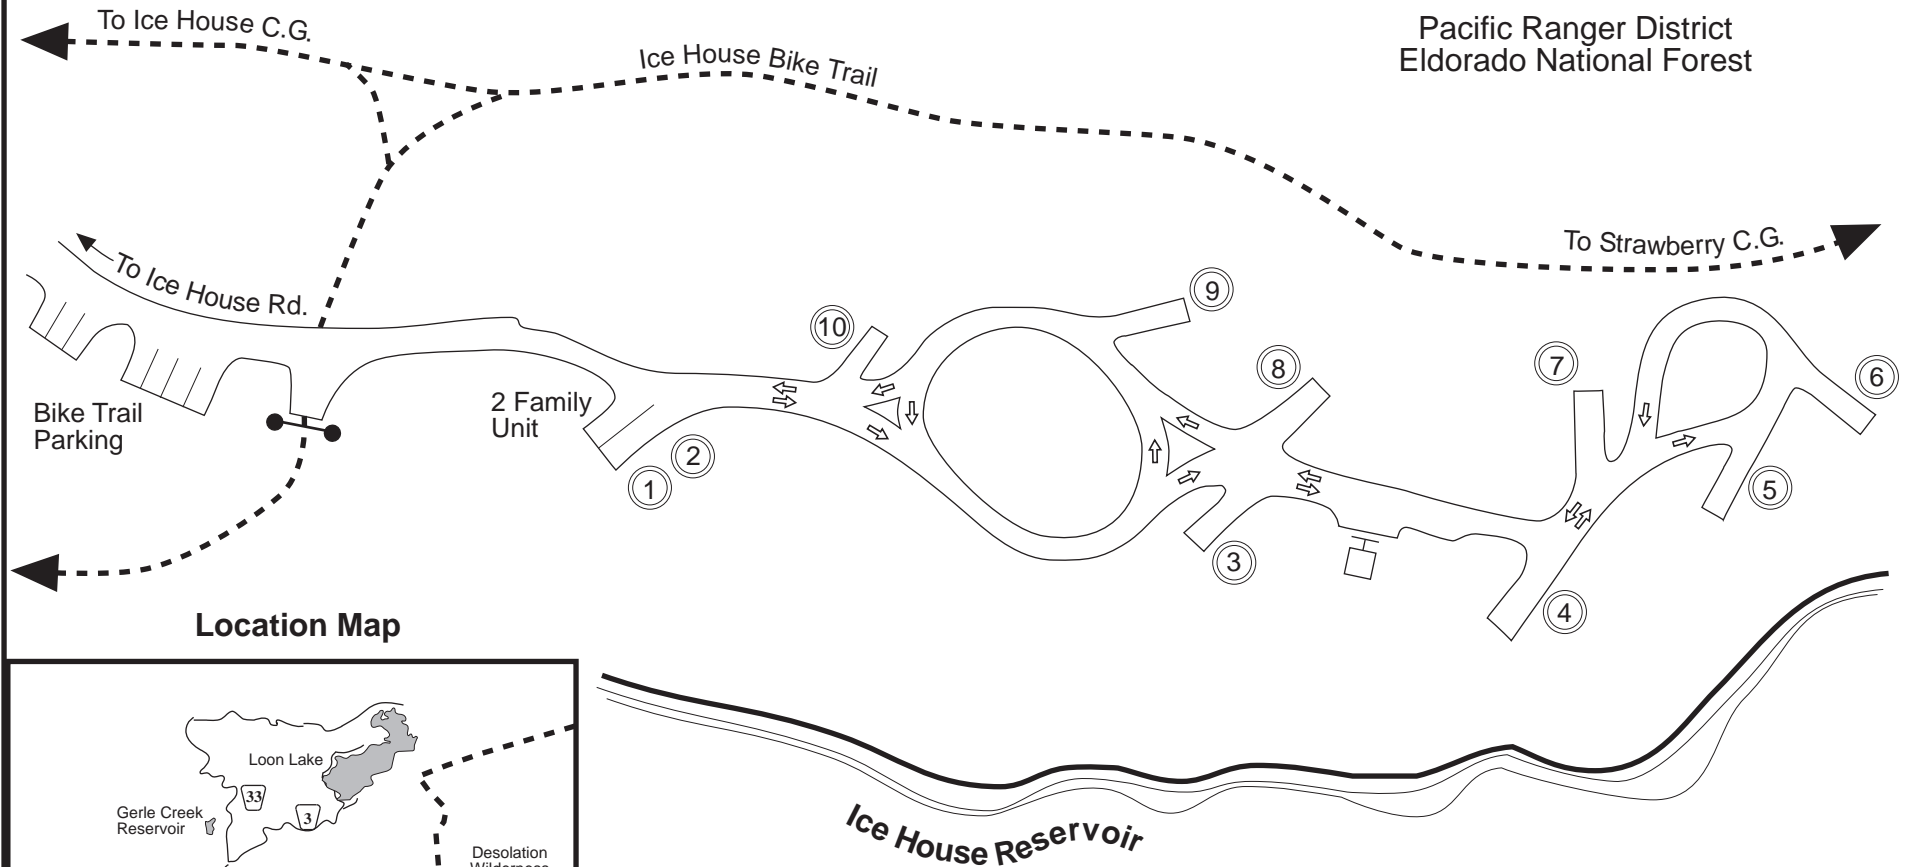 To Ice House C.G.
Ice House Bike Trail
Pacific Ranger District
Eldorado National Forest
To Strawberry C.G.
To Ice House Rd.
9
10
8
7
6
2 Family
Unit
Bike Trail
Parking
2
1
5
3
4
Location Map
Loon Lake
33
3
Gerle Creek
Reservoir
Ice House Reservoir
Desolation
Wilderness